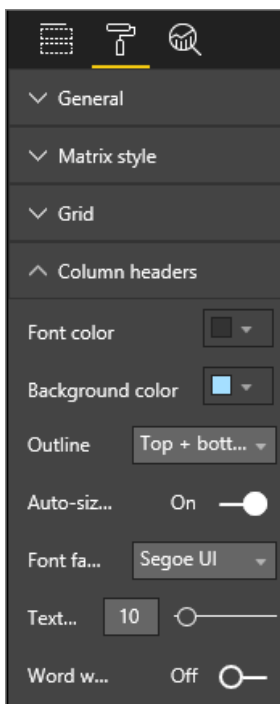 General
Matrix style
Grid
Column headers
Font color
Background color
Outline Top + bott...
Auto-siz... On
Font fa... Segoe UI
Text... 10
Word w... Off